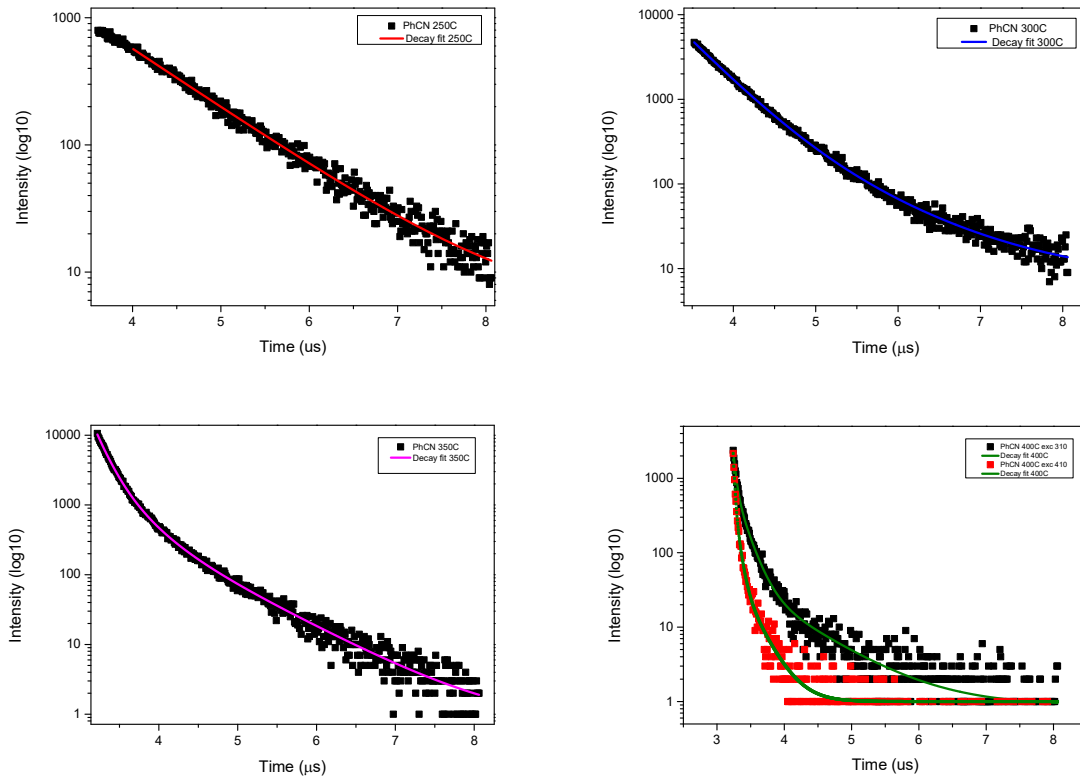 1000
100
10
Intensity (log10)
PhCN 250C
Decay fit 250C
4 5 6 7 8
Time (us)
10000
1000
100
10
Intensity (log10)
PhCN 300C
Decay fit 300C
4 5 6 7 8
Time (μs)
10000
1000
100
10
1
Intensity (log10)
PhCN 350C
Decay fit 350C
4 5 6 7 8
Time (μs)
1000
100
10
1
Intensity (log10)
PhCN 400C exc 310
Decay fit 400C
PhCN 400C exc 410
Decay fit 400C
3 4 5 6 7 8
Time (μs)